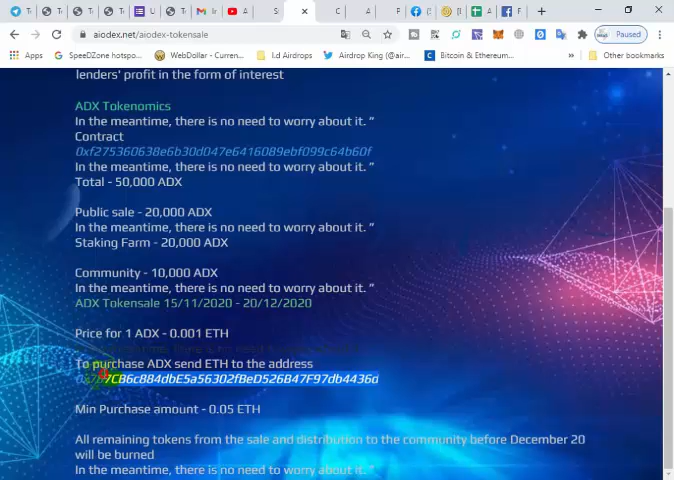 aiodex.net/aiodex-tokensale
Paused
Apps
SpeedZone hotspo...
WebDollar - Curren...
I.d Airdrops
Airdrop King (@air...
Bitcoin & Ethereum...
Other bookmarks
lenders' profit in the form of interest
ADX Tokenomics
In the meantime, there is no need to worry about it. "
Contract
0xf275360638e6b30d047e6416089ebf099c64b60f
In the meantime, there is no need to worry about it. "
Total - 50,000 ADX
Public sale - 20,000 ADX
In the meantime, there is no need to worry about it. "
Staking Farm - 20,000 ADX
Community - 10,000 ADX
In the meantime, there is no need to worry about it. "
ADX Tokensale 15/11/2020 - 20/12/2020
Price for 1 ADX - 0.001 ETH
To purchase ADX send ETH to the address
Min Purchase amount - 0.05 ETH
All remaining tokens from the sale and distribution to the community before December 20
will be burned
In the meantime, there is no need to worry about it. "